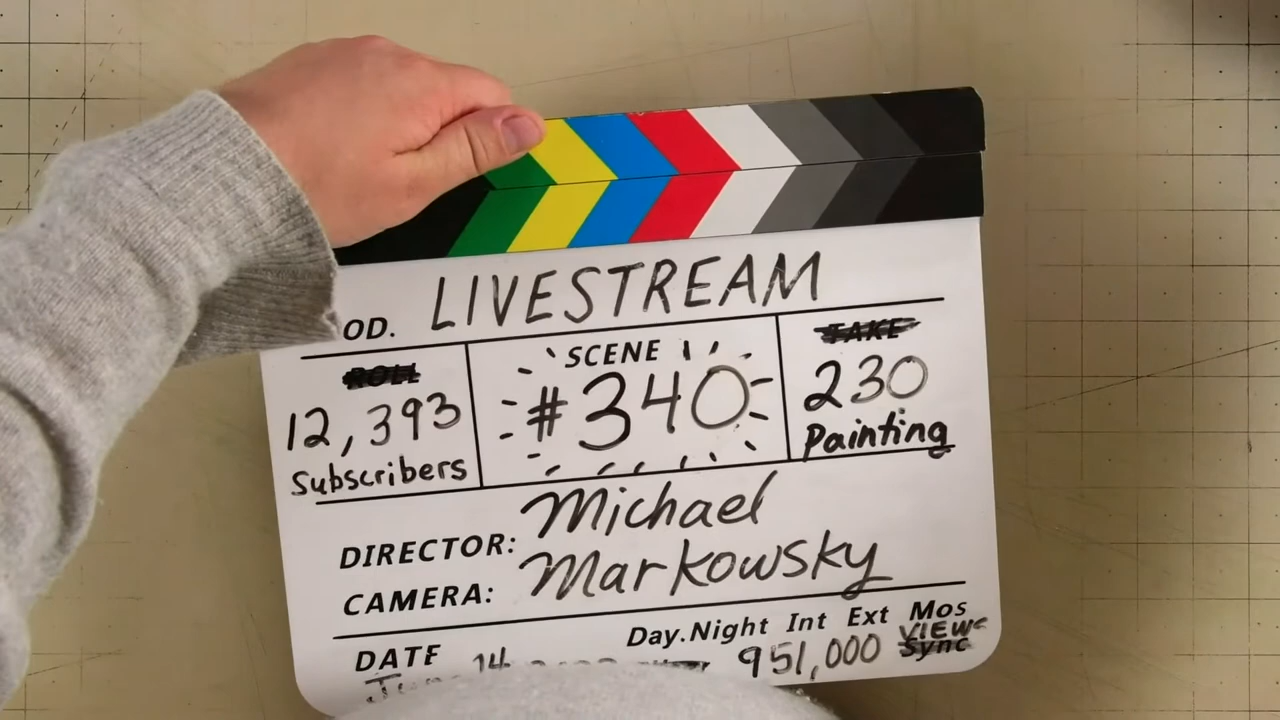 OD. LIVESTREAM
ROLL SCENE TAKE
12,393 #340 230
Subscribers Painting
DIRECTOR: Michael
CAMERA: Markowsky
Day.Night Int Ext Mos
DATE 14 951,000 VIEWS
Sync